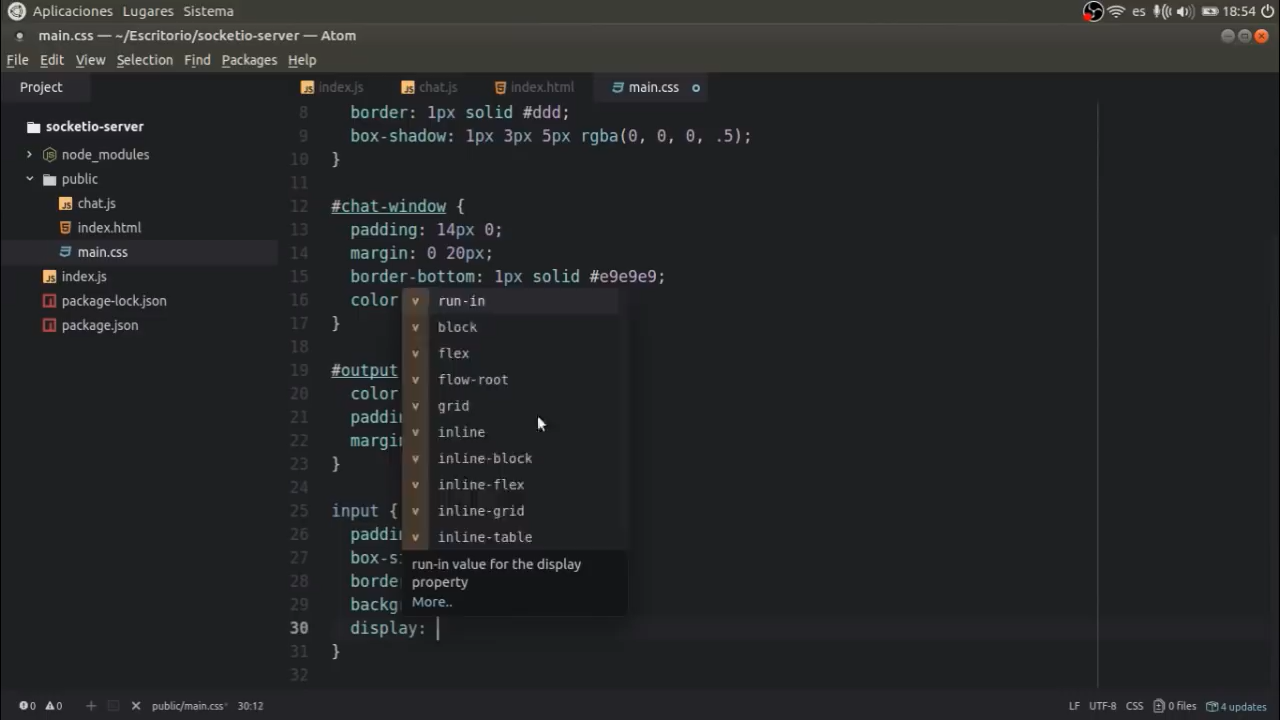 Aplicaciones Lugares Sistema
es 18:54
main.css — ~/Escritorio/socketio-server — Atom
File Edit View Selection Find Packages Help
Project
index.js chat.js index.html main.css
socketio-server
node_modules
public
chat.js
index.html
main.css
index.js
package-lock.json
package.json
8 border: 1px solid #ddd;
9 box-shadow: 1px 3px 5px rgba(0, 0, 0, .5);
10 }
11
12 #chat-window {
13 padding: 14px 0;
14 margin: 0 20px;
15 border-bottom: 1px solid #e9e9e9;
16 color
17 }
18
19 #output
20 color
21 paddin
22 margin
23 }
24
25 input {
26 paddin
27 box-si
28 border
29 backg
30 display:
31 }
32
v run-in
v block
v flex
v flow-root
v grid
v inline
v inline-block
v inline-flex
v inline-grid
v inline-table
run-in value for the display
property
More..
0 0 public/main.css* 30:12
LF UTF-8 CSS 0 files 4 updates